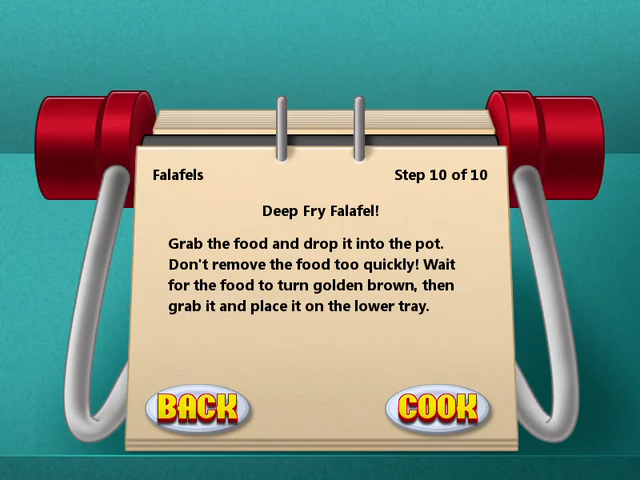 Falafels
Step 10 of 10
Deep Fry Falafel!
Grab the food and drop it into the pot.
Don't remove the food too quickly! Wait
for the food to turn golden brown, then
grab it and place it on the lower tray.
BACK
COOK